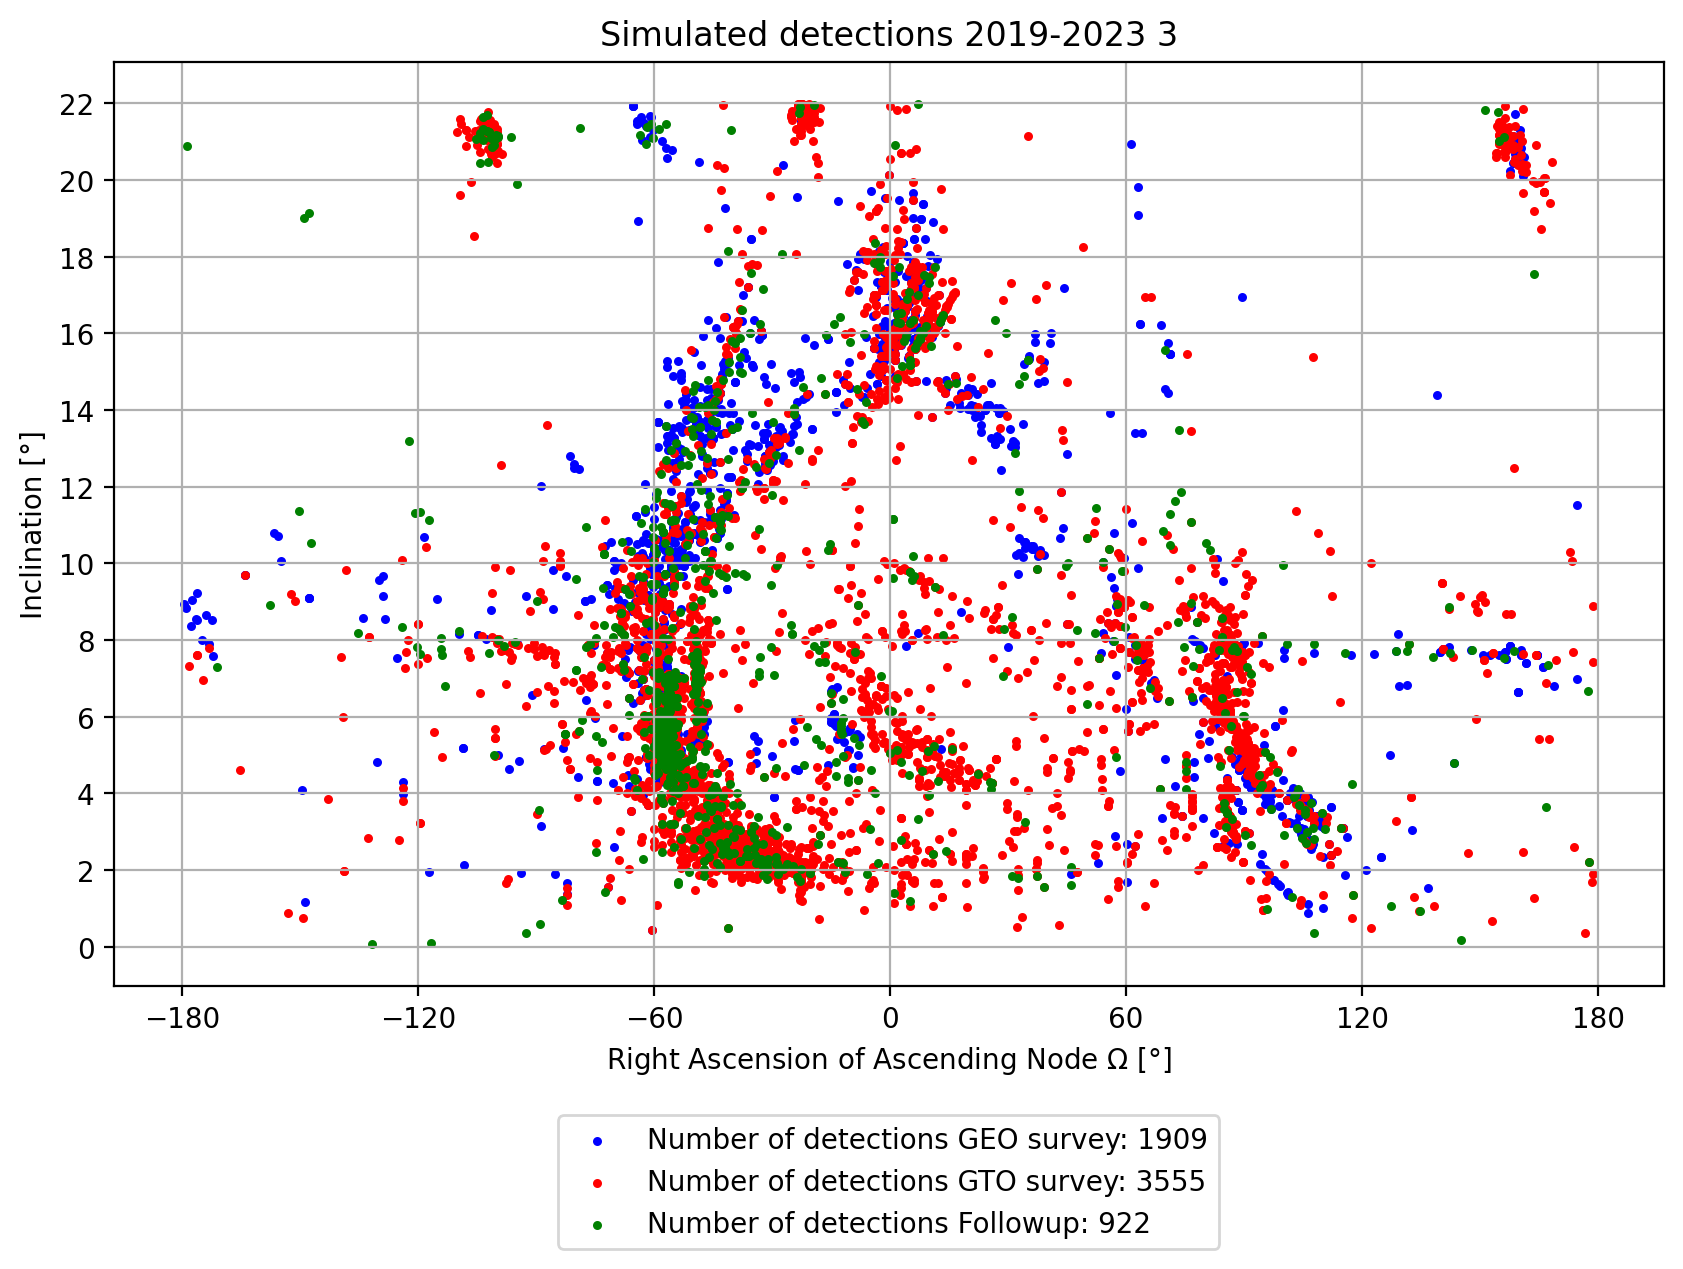 Simulated detections 2019-2023 3
Inclination [°]
22
20
18
16
14
12
10
8
6
4
2
0
−180 −120 −60 0 60 120 180
Right Ascension of Ascending Node Ω [°]
Number of detections GEO survey: 1909
Number of detections GTO survey: 3555
Number of detections Followup: 922